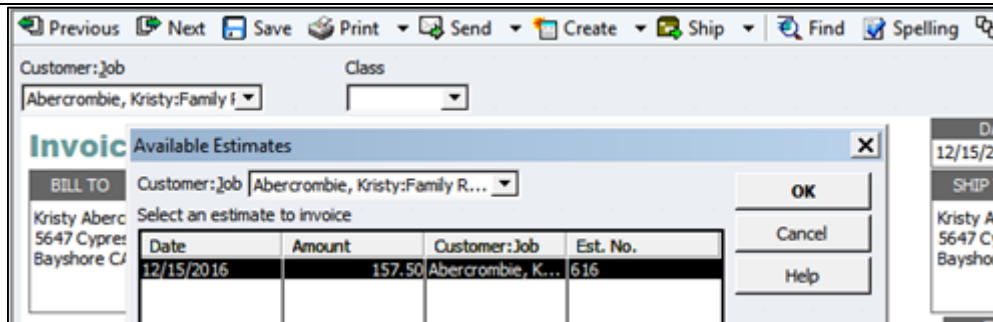 Previous Next Save Print Send Create Ship Find Spelling
Customer:Job Class
Abercrombie, Kristy:Family
Invoic
Available Estimates
12/15/2
BILL TO
Customer:Job Abercrombie, Kristy:Family R...
OK
SHIP
Select an estimate to invoice
Kristy Aberc
5647 Cypres
Bayshore CA
Date Amount Customer:Job Est. No.
12/15/2016 157.50 Abercrombie, K... 616
Cancel
Help
Kristy A
5647 C
Baysho